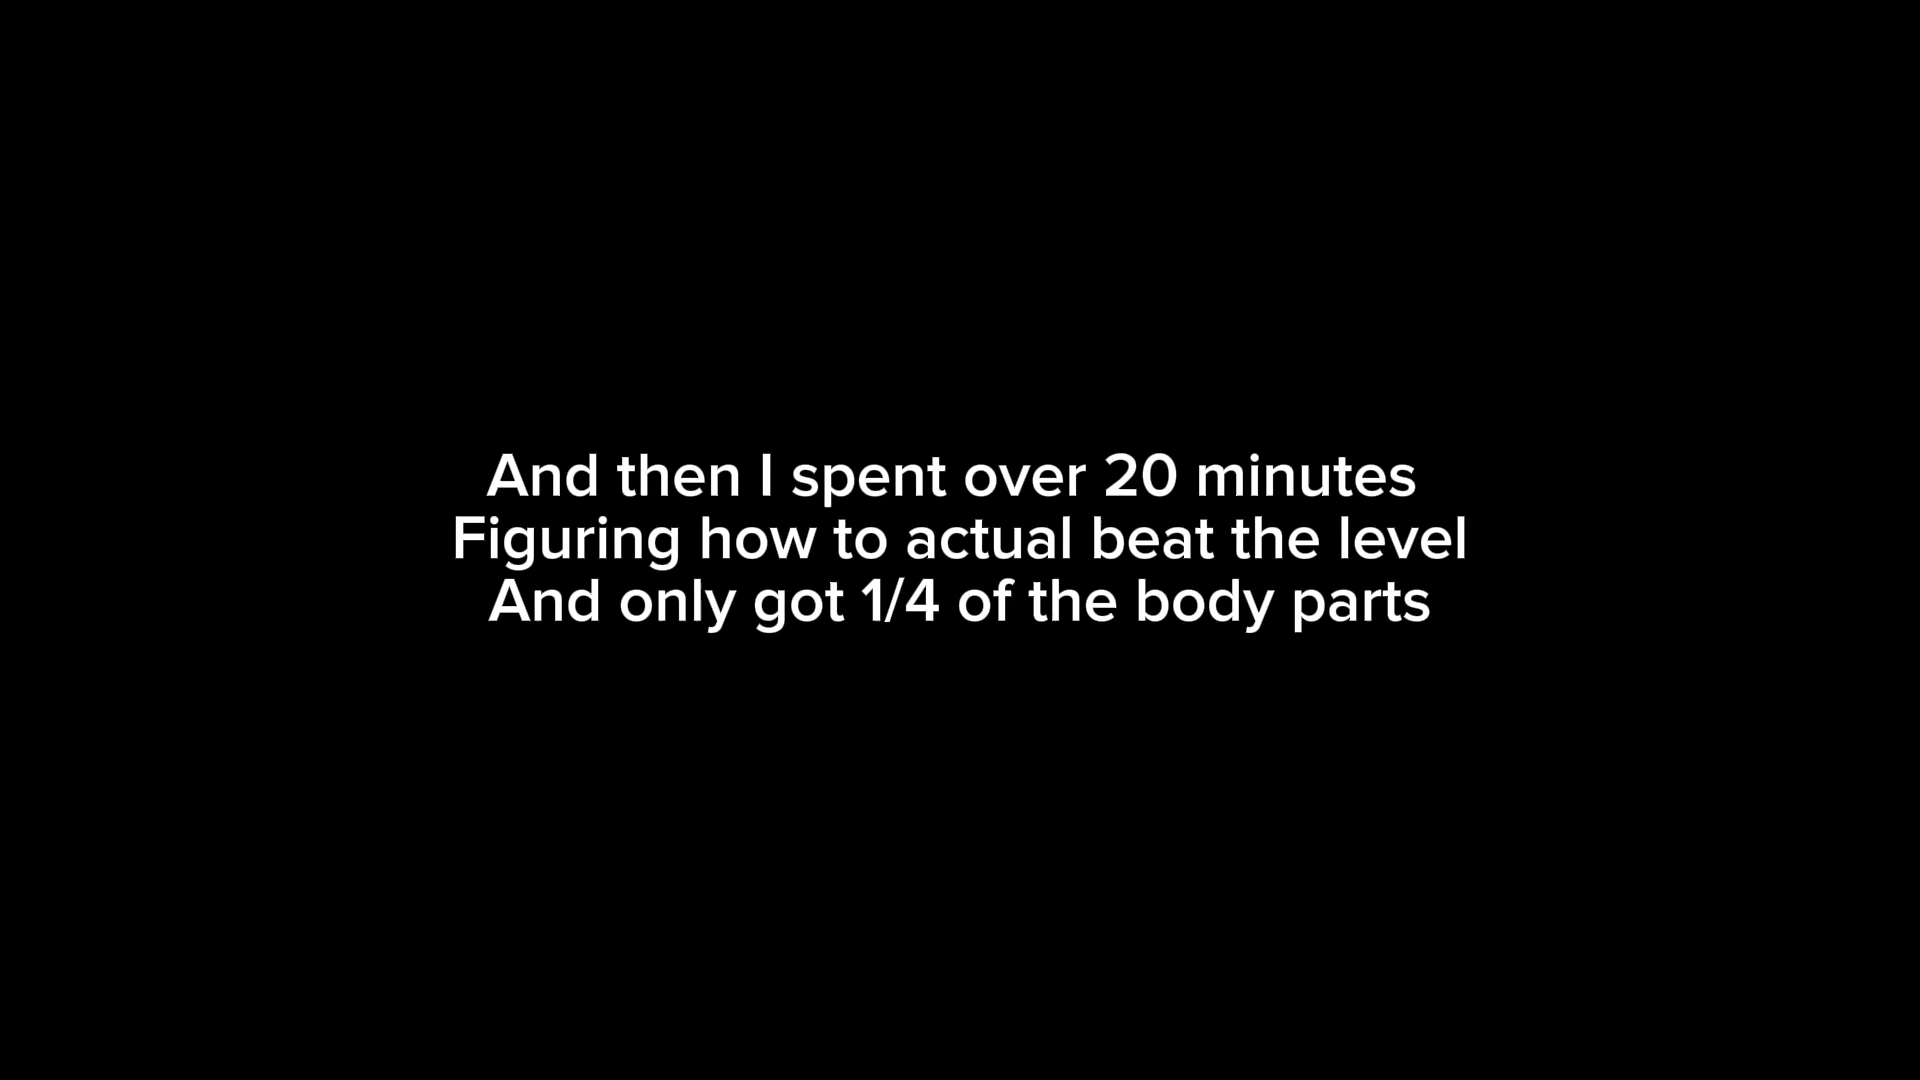 And then I spent over 20 minutes
Figuring how to actual beat the level
And only got 1/4 of the body parts